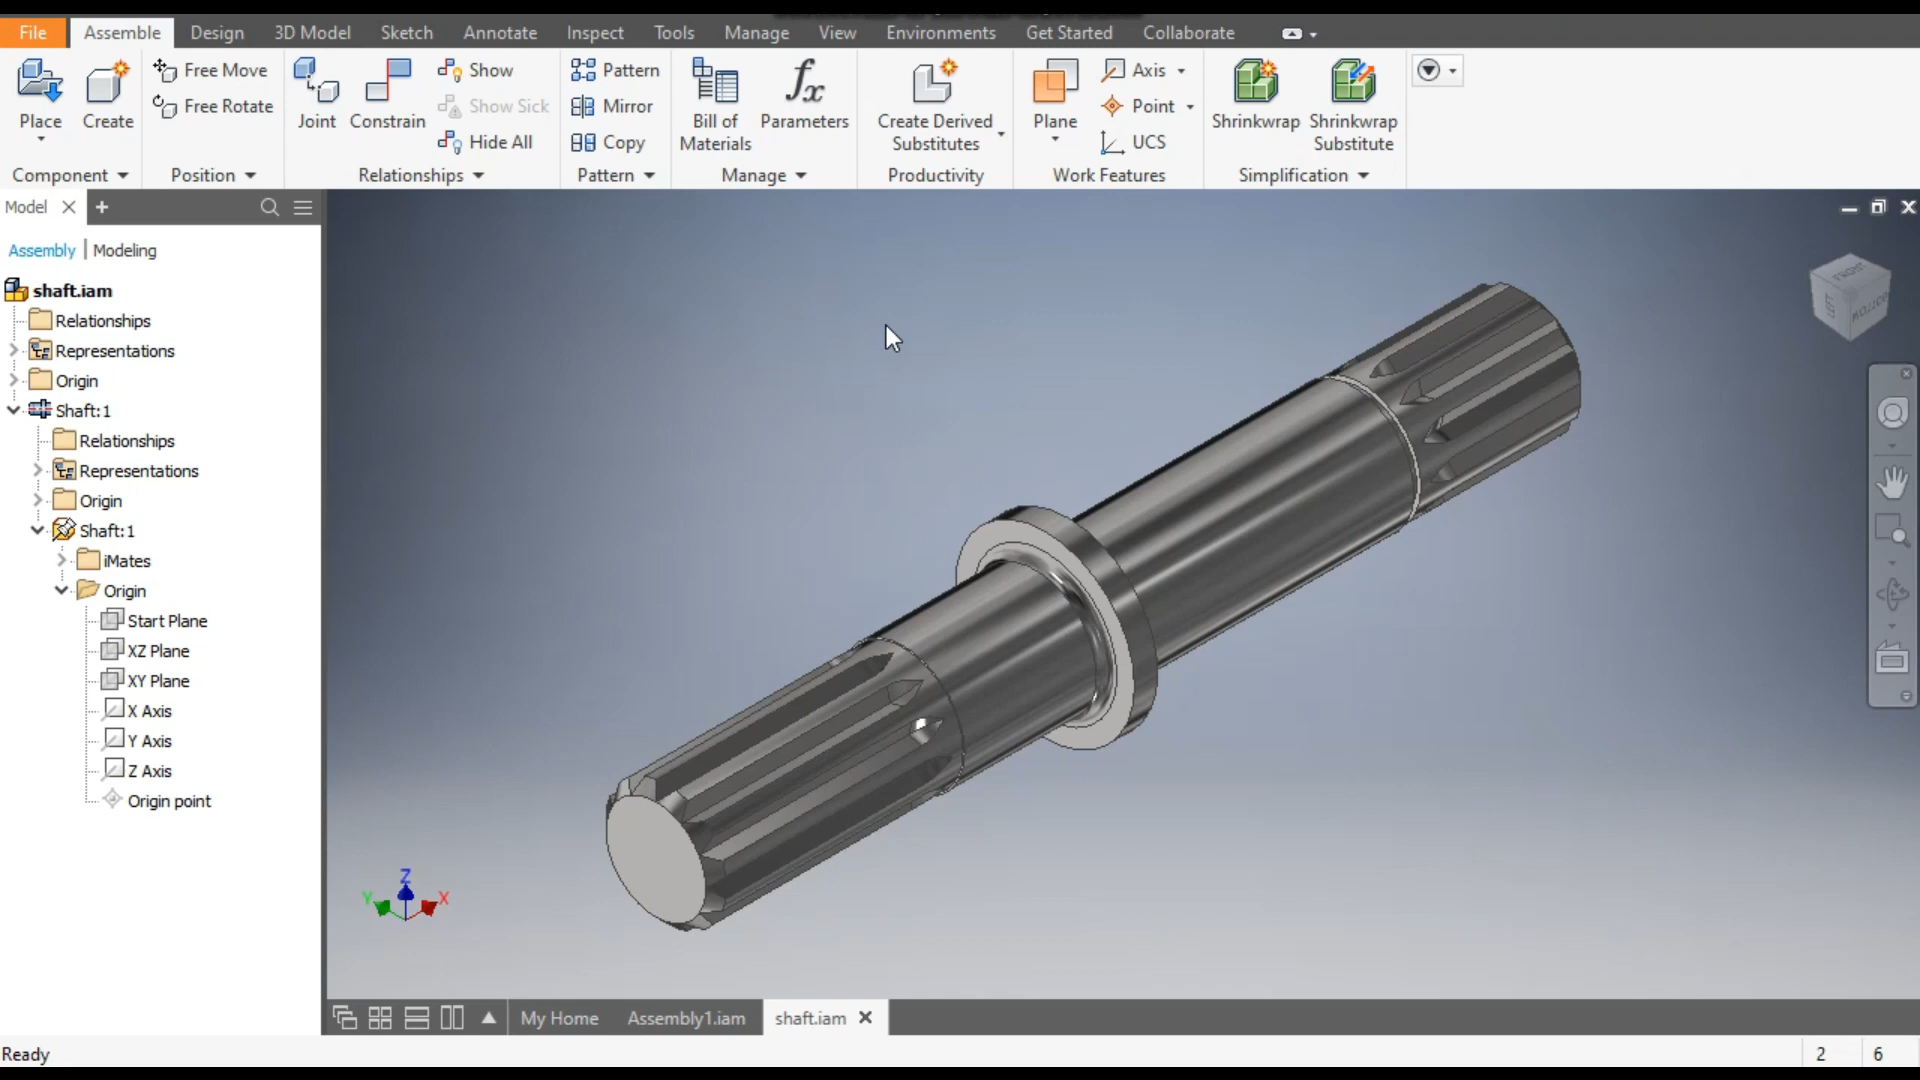 File Assemble Design 3D Model Sketch Annotate Inspect Tools Manage View Environments Get Started Collaborate
Place
Create
Component
Free Move
Free Rotate
Position
Joint
Constrain
Show
Show Sick
Hide All
Relationships
Pattern
Mirror
Copy
Pattern
Bill of
Materials
Parameters
Manage
Create Derived
Substitutes
Productivity
Plane
Axis
Point
UCS
Work Features
Shrinkwrap
Shrinkwrap
Substitute
Simplification
Model
Assembly | Modeling
shaft.iam
Relationships
Representations
Origin
Shaft:1
Relationships
Representations
Origin
Shaft:1
iMates
Origin
Start Plane
XZ Plane
XY Plane
X Axis
Y Axis
Z Axis
Origin point
FRONT
BOTTOM
Z
Y
X
My Home Assembly1.iam shaft.iam
Ready
2 6